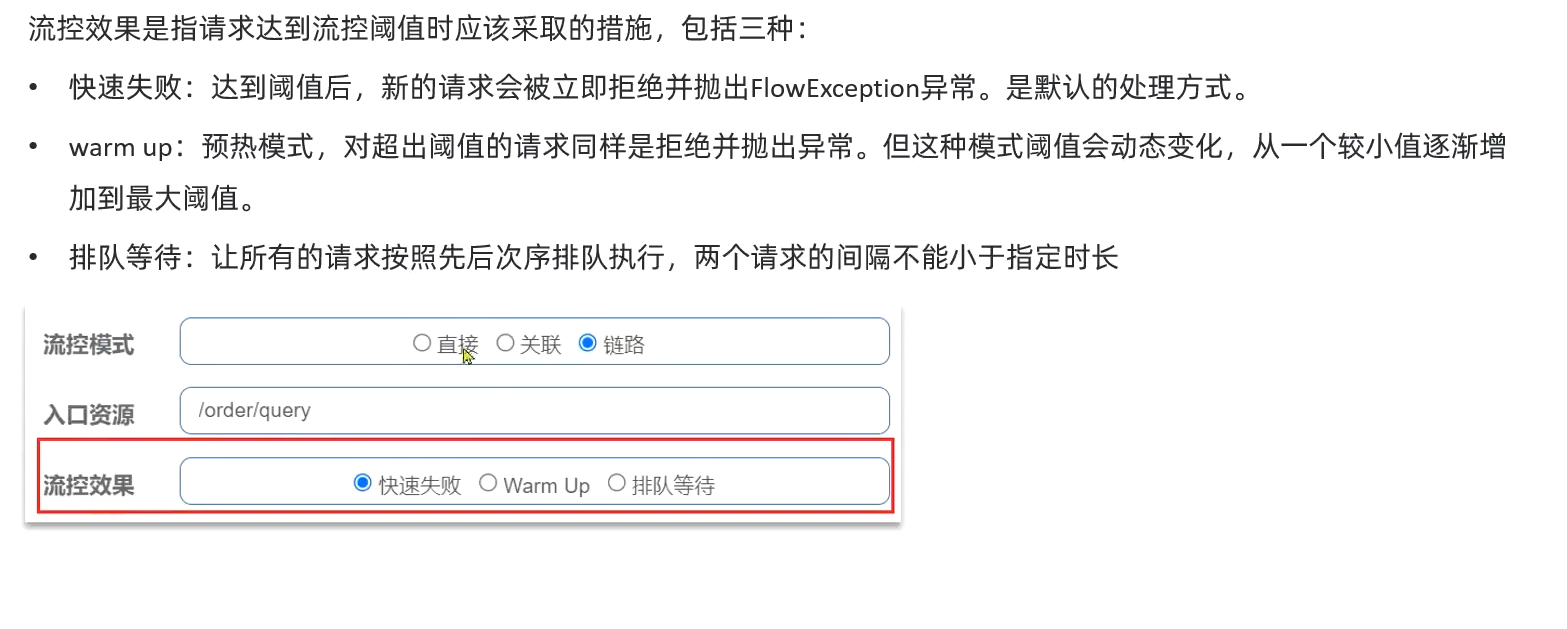 流控效果是指请求达到流控阈值时应该采取的措施，包括三种：
• 快速失败：达到阈值后，新的请求会被立即拒绝并抛出FlowException异常。是默认的处理方式。
• warm up：预热模式，对超出阈值的请求同样是拒绝并抛出异常。但这种模式阈值会动态变化，从一个较小值逐渐增
加到最大阈值。
• 排队等待：让所有的请求按照先后次序排队执行，两个请求的间隔不能小于指定时长
流控模式 直接 关联 链路
入口资源 /order/query
流控效果 快速失败 Warm Up 排队等待